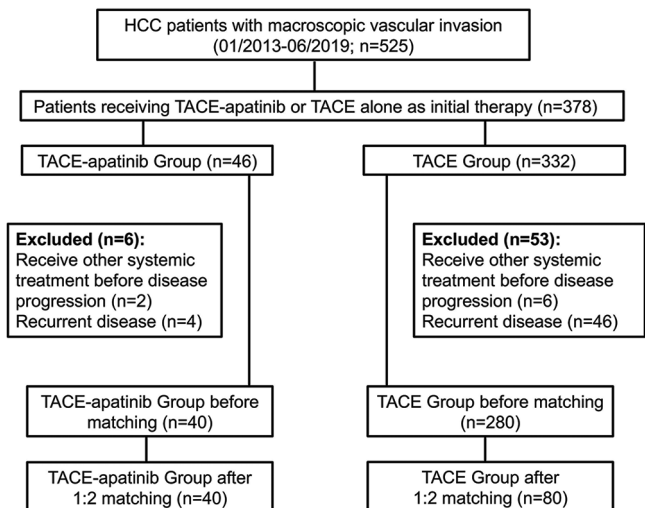 HCC patients with macroscopic vascular invasion
(01/2013-06/2019; n=525)
Patients receiving TACE-apatinib or TACE alone as initial therapy (n=378)
TACE-apatinib Group (n=46)
TACE Group (n=332)
Excluded (n=6):
Receive other systemic
treatment before disease
progression (n=2)
Recurrent disease (n=4)
Excluded (n=53):
Receive other systemic
treatment before disease
progression (n=6)
Recurrent disease (n=46)
TACE-apatinib Group before
matching (n=40)
TACE Group before matching
(n=280)
TACE-apatinib Group after
1:2 matching (n=40)
TACE Group after
1:2 matching (n=80)